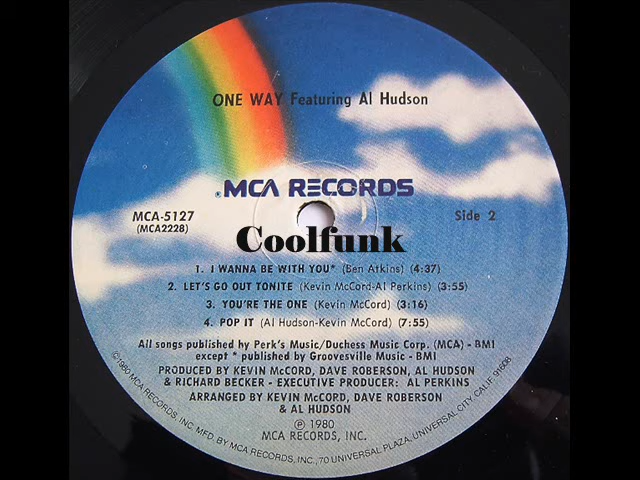 ONE WAY Featuring Al Hudson
® MCA RECORDS
MCA-5127
(MCA2228)
Side 2
Coolfunk
1. I WANNA BE WITH YOU* (Ben Atkins) (4:37)
2. LET'S GO OUT TONITE (Kevin McCord-Al Perkins) (3:55)
3. YOU'RE THE ONE (Kevin McCord) (3:16)
4. POP IT (Al Hudson-Kevin McCord) (7:55)
All songs published by Perk's Music/Duchess Music Corp. (MCA) - BMI
except * published by Groovesville Music - BMI
PRODUCED BY KEVIN McCORD, DAVE ROBERSON, AL HUDSON
& RICHARD BECKER - EXECUTIVE PRODUCER: AL PERKINS
ARRANGED BY KEVIN McCORD, DAVE ROBERSON
& AL HUDSON
℗ 1980
MCA RECORDS, INC.
©1980 MCA RECORDS INC. MFG. BY MCA RECORDS, INC., 70 UNIVERSAL PLAZA, UNIVERSAL CITY, CALIF. 91608